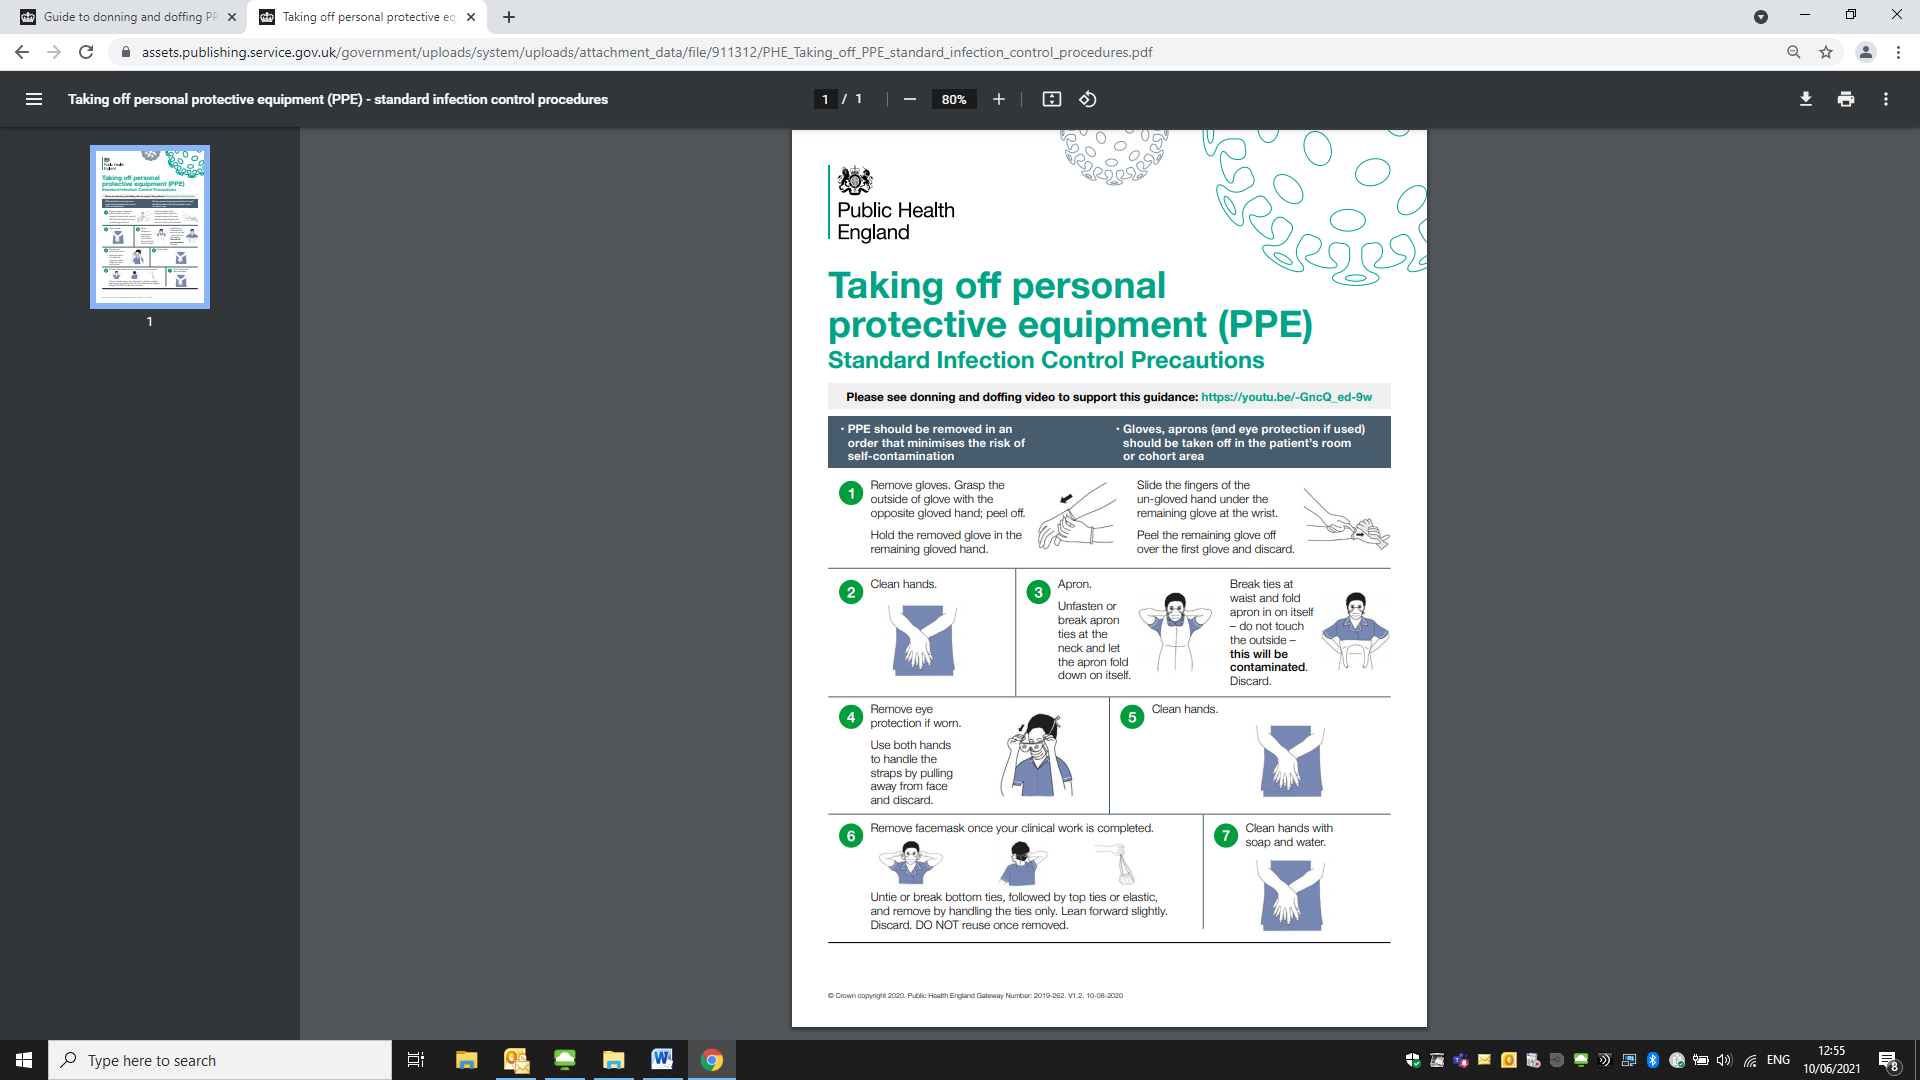 Guide to donning and doffing PP
Taking off personal protective eq
assets.publishing.service.gov.uk/government/uploads/system/uploads/attachment_data/file/911312/PHE_Taking_off_PPE_standard_infection_control_procedures.pdf
Taking off personal protective equipment (PPE) - standard infection control procedures
1 / 1
80%
1
Public Health
England
Taking off personal
protective equipment (PPE)
Standard Infection Control Precautions
Please see donning and doffing video to support this guidance: https://youtu.be/-GncQ_ed-9w
• PPE should be removed in an
order that minimises the risk of
self-contamination
• Gloves, aprons (and eye protection if used)
should be taken off in the patient's room
or cohort area
1
Remove gloves. Grasp the
outside of glove with the
opposite gloved hand; peel off.
Hold the removed glove in the
remaining gloved hand.
Slide the fingers of the
un-gloved hand under the
remaining glove at the wrist.
Peel the remaining glove off
over the first glove and discard.
2
Clean hands.
3
Apron.
Unfasten or
break apron
ties at the
neck and let
the apron fold
down on itself.
Break ties at
waist and fold
apron in on itself
– do not touch
the outside –
this will be
contaminated.
Discard.
4
Remove eye
protection if worn.
Use both hands
to handle the
straps by pulling
away from face
and discard.
5
Clean hands.
6
Remove facemask once your clinical work is completed.
Untie or break bottom ties, followed by top ties or elastic,
and remove by handling the ties only. Lean forward slightly.
Discard. DO NOT reuse once removed.
7
Clean hands with
soap and water.
© Crown copyright 2020. Public Health England Gateway Number: 2019-262. V1.2. 10-08-2020
Type here to search
ENG
12:55
10/06/2021
8